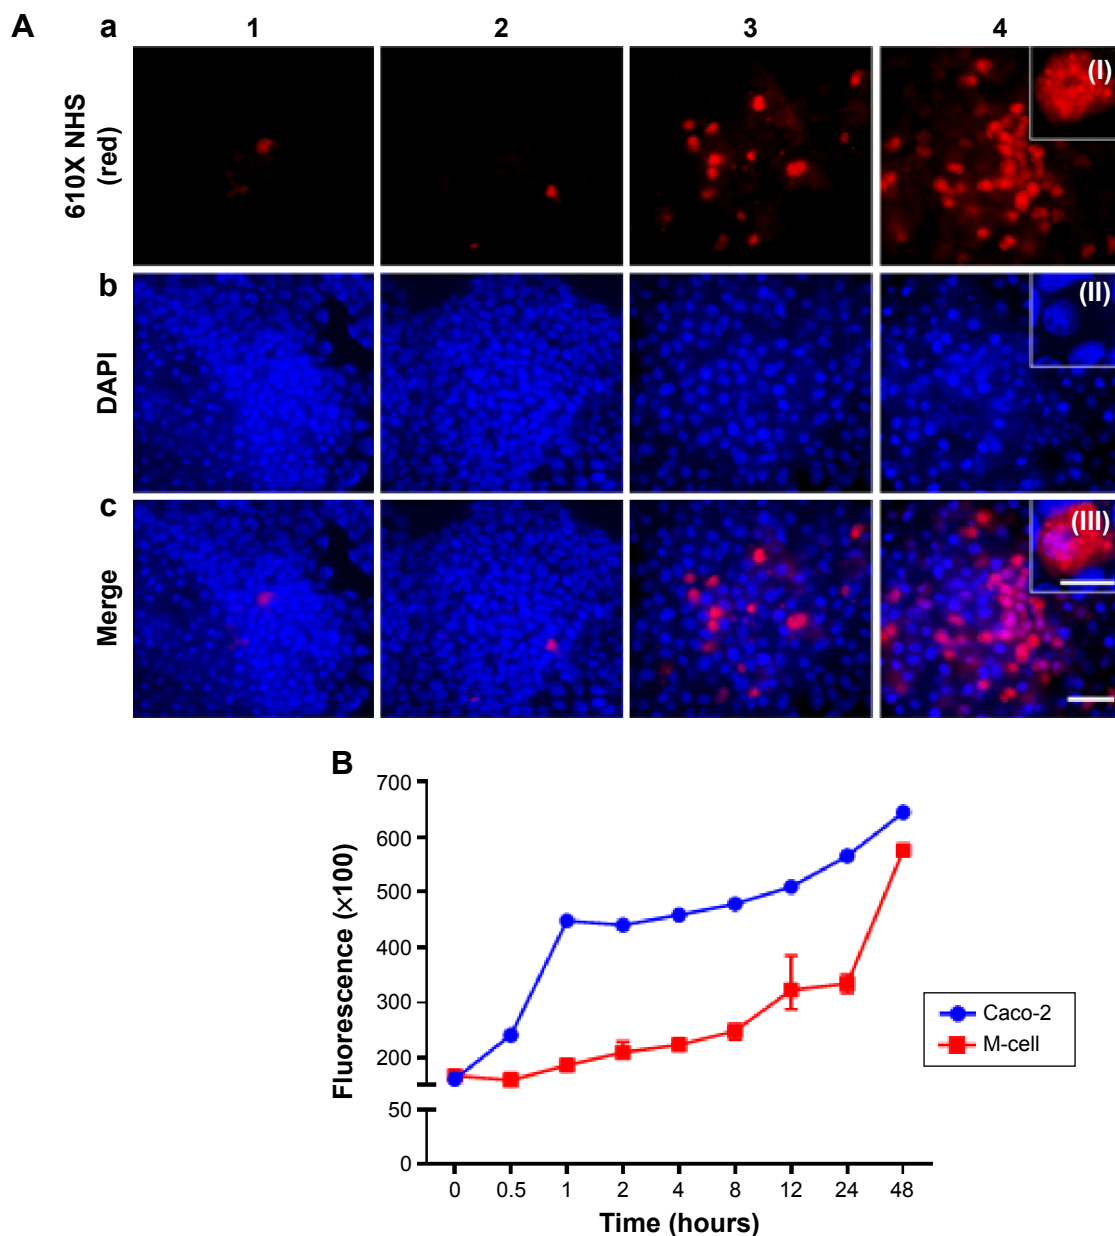 A a 1 2 3 4
610X NHS
(red)
(I)
b
DAPI
(II)
c
Merge
(III)
B
700
600
500
400
300
200
50
0
Fluorescence (×100)
0 0.5 1 2 4 8 12 24 48
Time (hours)
Caco-2
M-cell